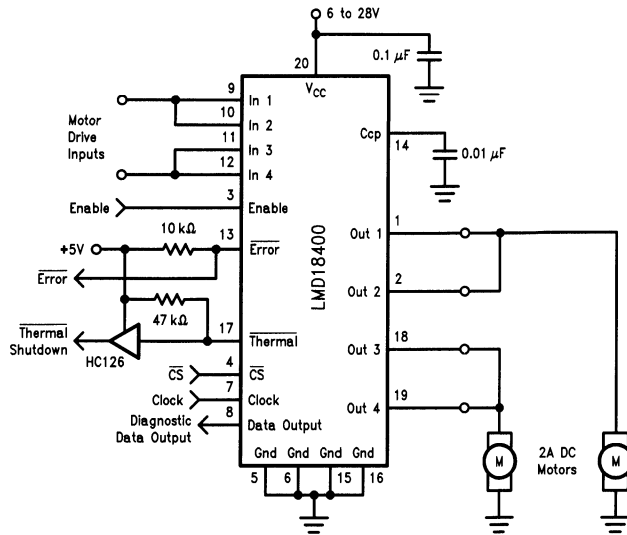 6 to 28V
0.1 μF
20
VCC
9
In 1
10
In 2
Motor
Drive
Inputs
11
In 3
12
In 4
Ccp
14
0.01 μF
3
Enable
Enable
10 kΩ
13
+5V
Error
Error
47 kΩ
17
Thermal
Shutdown
HC126
Thermal
4
CS
CS
7
Clock
Clock
8
Diagnostic
Data Output
Data Output
LMD18400
1
Out 1
2
Out 2
18
Out 3
19
Out 4
Gnd Gnd Gnd Gnd
5 6 15 16
M
2A DC
Motors
M